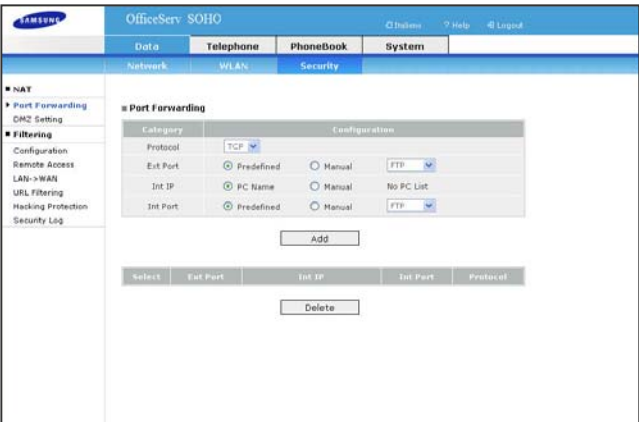 SAMSUNG
OfficeServ SOHO
Italiano ? Help Logout
Data Telephone PhoneBook System
Network WLAN Security
NAT
Port Forwarding
DMZ Setting
Filtering
Configuration
Remote Access
LAN->WAN
URL Filtering
Hacking Protection
Security Log
Port Forwarding
Category Configuration
Protocol TCP
Ext Port Predefined Manual FTP
Int IP PC Name Manual No PC List
Int Port Predefined Manual FTP
Add
Select Ext Port Int IP Int Port Protocol
Delete